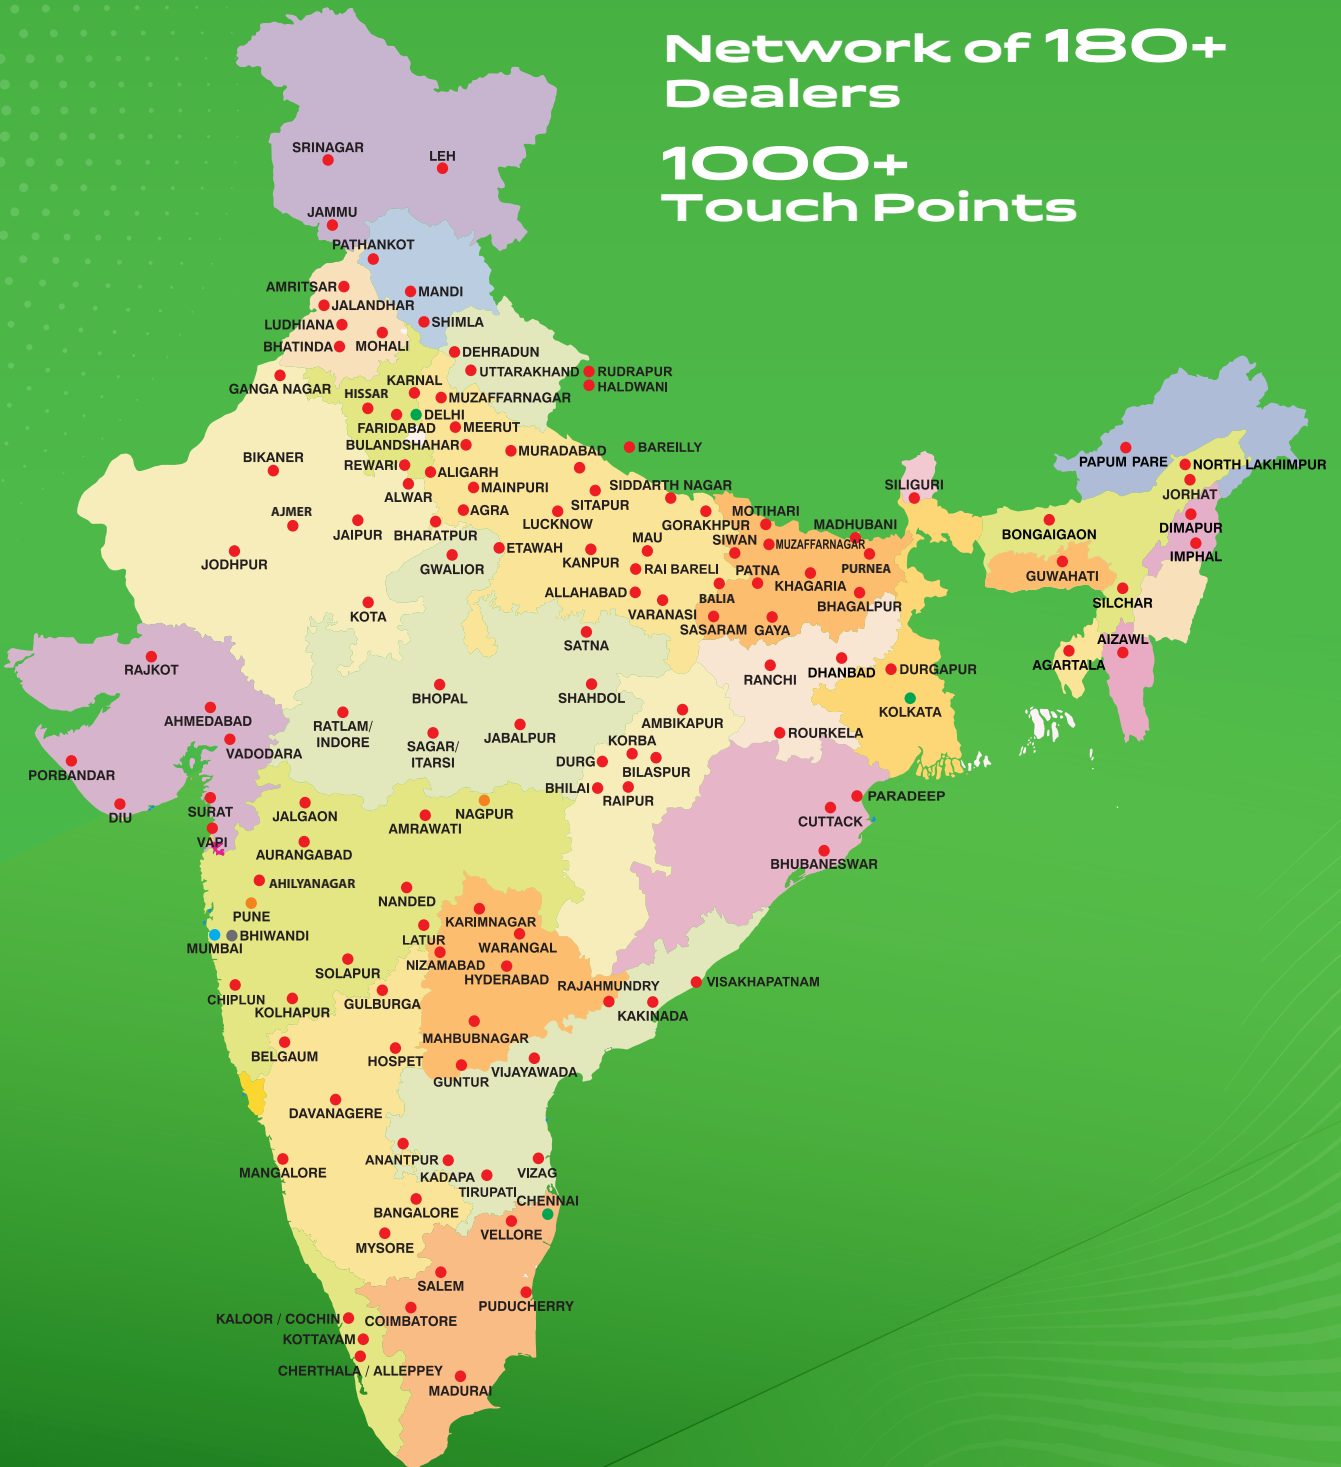 Network of 180+
Dealers
1000+
Touch Points
SRINAGAR
LEH
JAMMU
PATHANKOT
AMRITSAR
MANDI
JALANDHAR
LUDHIANA
SHIMLA
BHATINDA
MOHALI
DEHRADUN
UTTARAKHAND
RUDRAPUR
HALDWANI
GANGA NAGAR
KARNAL
HISSAR
MUZAFFARNAGAR
DELHI
FARIDABAD
MEERUT
BULANDSHAHAR
MURADABAD
BAREILLY
BIKANER
REWARI
ALIGARH
ALWAR
MAINPURI
SIDDARTH NAGAR
SITAPUR
SILIGURI
PAPUM PARE
NORTH LAKHIMPUR
JORHAT
AJMER
JAIPUR
BHARATPUR
AGRA
LUCKNOW
GORAKHPUR
MOTIHARI
MADHUBANI
BONGAIGAON
DIMAPUR
JODHPUR
GWALIOR
ETAWAH
KANPUR
MAU
SIWAN
MUZAFFARNAGAR
PURNEA
IMPHAL
RAI BARELI
PATNA
KHAGARIA
GUWAHATI
KOTA
ALLAHABAD
VARANASI
BALIA
BHAGALPUR
SILCHAR
SASARAM
GAYA
SATNA
AIZAWL
AGARTALA
RAJKOT
RANCHI
DHANBAD
DURGAPUR
BHOPAL
SHAHDOL
KOLKATA
AHMEDABAD
RATLAM/
INDORE
SAGAR/
ITARSI
JABALPUR
AMBIKAPUR
ROURKELA
VADODARA
KORBA
DURG
BILASPUR
PORBANDAR
BHILAI
RAIPUR
DIU
SURAT
JALGAON
AMRAWATI
NAGPUR
PARADEEP
CUTTACK
VAPI
AURANGABAD
BHUBANESWAR
AHILYANAGAR
NANDED
PUNE
KARIMNAGAR
MUMBAI
BHIWANDI
LATUR
WARANGAL
SOLAPUR
NIZAMABAD
HYDERABAD
RAJAHMUNDRY
VISAKHAPATNAM
CHIPLUN
KOLHAPUR
GULBURGA
KAKINADA
MAHBUBNAGAR
BELGAUM
HOSPET
GUNTUR
VIJAYAWADA
DAVANAGERE
MANGALORE
ANANTPUR
KADAPA
VIZAG
TIRUPATI
CHENNAI
BANGALORE
VELLORE
MYSORE
SALEM
PUDUCHERRY
KALOOR / COCHIN
COIMBATORE
KOTTAYAM
CHERTHALA / ALLEPPEY
MADURAI